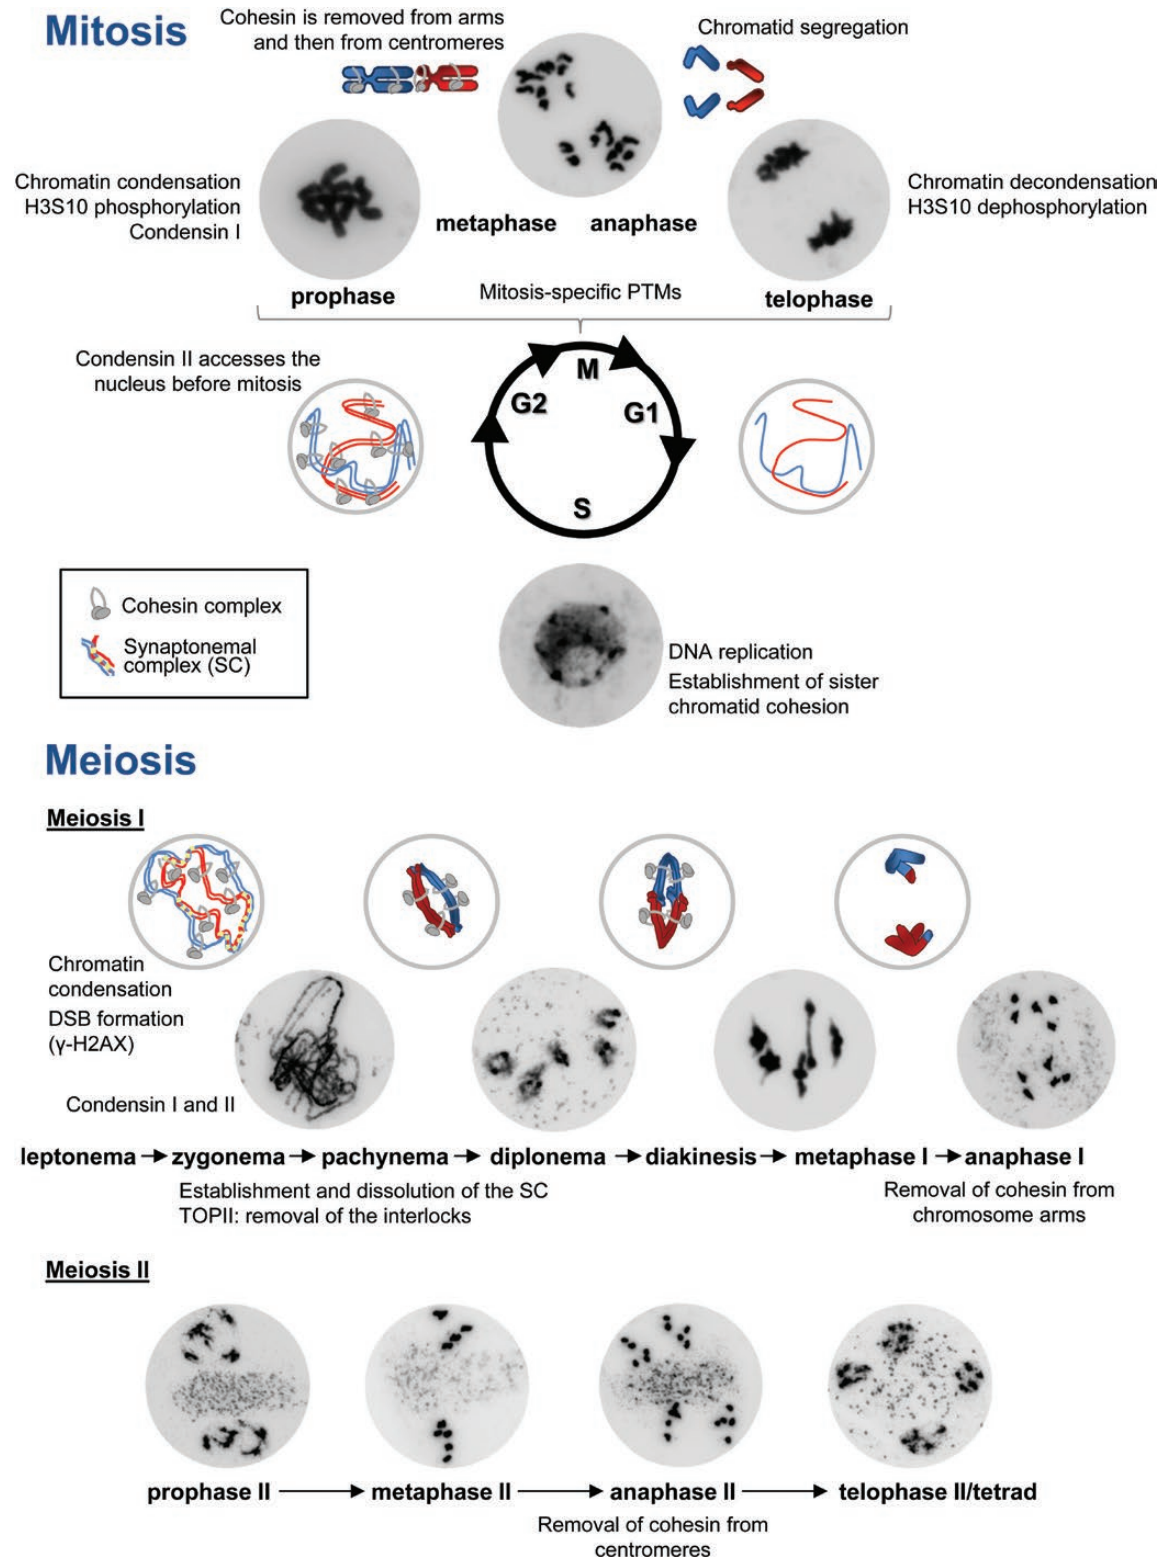 Mitosis
Cohesin is removed from arms
and then from centromeres
Chromatid segregation
Chromatin condensation
H3S10 phosphorylation
Condensin I
metaphase
anaphase
Chromatin decondensation
H3S10 dephosphorylation
prophase
Mitosis-specific PTMs
telophase
Condensin II accesses the
nucleus before mitosis
M
G2
G1
S
Cohesin complex
Synaptonemal
complex (SC)
DNA replication
Establishment of sister
chromatid cohesion
Meiosis
Meiosis I
Chromatin
condensation
DSB formation
(γ-H2AX)
Condensin I and II
leptonema → zygonema → pachynema → diplonema → diakinesis → metaphase I → anaphase I
Establishment and dissolution of the SC
TOPII: removal of the interlocks
Removal of cohesin from
chromosome arms
Meiosis II
prophase II → metaphase II → anaphase II → telophase II/tetrad
Removal of cohesin from
centromeres